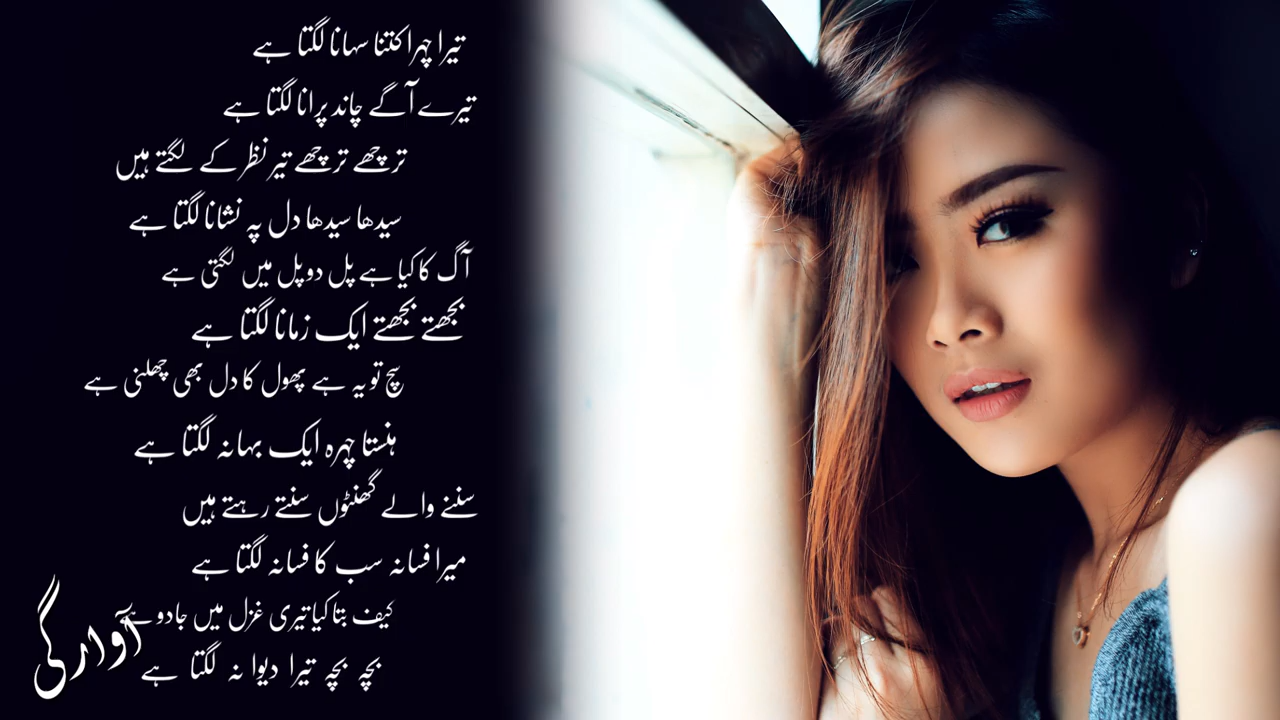 تیرا چہرا کتنا سہانا لگتا ہے
تیرے آگے چاند پرانا لگتا ہے
ترچھے ترچھے تیر نظر کے لگتے ہیں
سیدھا سیدھا دل پہ نشانا لگتا ہے
آگ کا کیا ہے پل دو پل میں لگتی ہے
بجھتے بجھتے ایک زمانا لگتا ہے
سچ تو یہ ہے پھول کا دل بھی چھلنی ہے
ہنستا چہرہ ایک بہانہ لگتا ہے
سننے والے گھنٹوں سنتے رہتے ہیں
میرا فسانہ سب کا فسانہ لگتا ہے
کیف بتا کیا تیری غزل میں جادو ہے
بچہ بچہ تیرا دیوانہ لگتا ہے
آوارگی